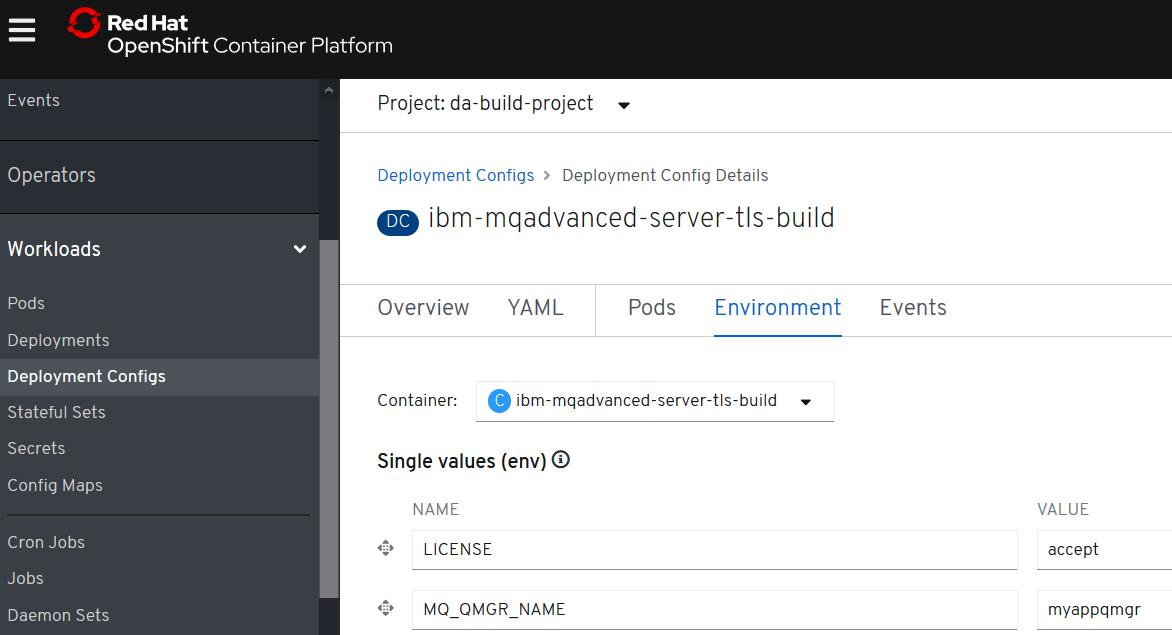 Red Hat
OpenShift Container Platform
Events
Operators
Workloads
Pods
Deployments
Deployment Configs
Stateful Sets
Secrets
Config Maps
Cron Jobs
Jobs
Daemon Sets
Project: da-build-project
Deployment Configs > Deployment Config Details
DC ibm-mqadvanced-server-tls-build
Overview YAML Pods Environment Events
Container: C ibm-mqadvanced-server-tls-build
Single values (env)
NAME VALUE
LICENSE accept
MQ_QMGR_NAME myappqmgr